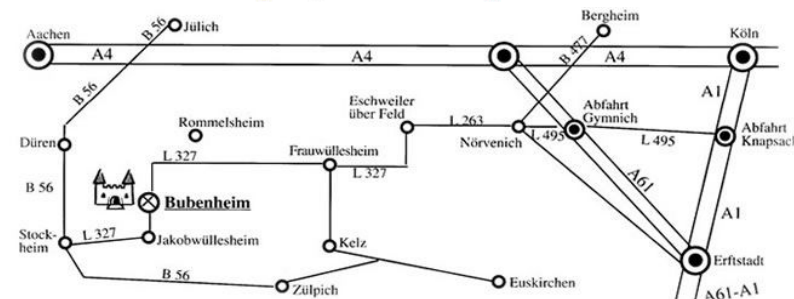 Bergheim
B 56
Jülich
Aachen
Köln
A4
A4
B 477
A4
A1
B 56
Eschweiler
über Feld
Abfahrt
Gymnich
Rommelsheim
L 263
Abfahrt
Knapsack
Düren
Nörvenich
L 495
L 495
L 327
Frauwüllesheim
L 327
A61
B 56
Bubenheim
A1
Stock-
heim
L 327
Jakobwüllesheim
Kelz
Erftstadt
B 56
Zülpich
Euskirchen
A61-A1